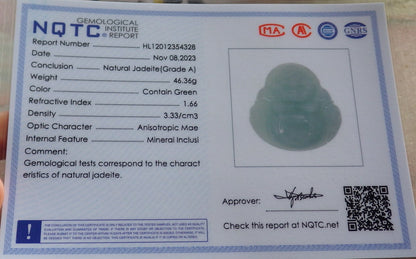 NQTC GEMOLOGICAL INSTITUTE REPORT
MA
GNBS
Report Number HL12012354328
Date Nov 08,2023
Conclusion Natural Jadeite(Grade A)
Weight 46.36g
Color Contain Green
Refractive Index 1.66
Density 3.33/cm3
Optic Character Anisotropic Mae
Internal Feature Mineral Inclusi
Comment:
Gemological tests correspond to the charact
eristics of natural jadeite.
Approver:
Check this report at NQTC.net
!